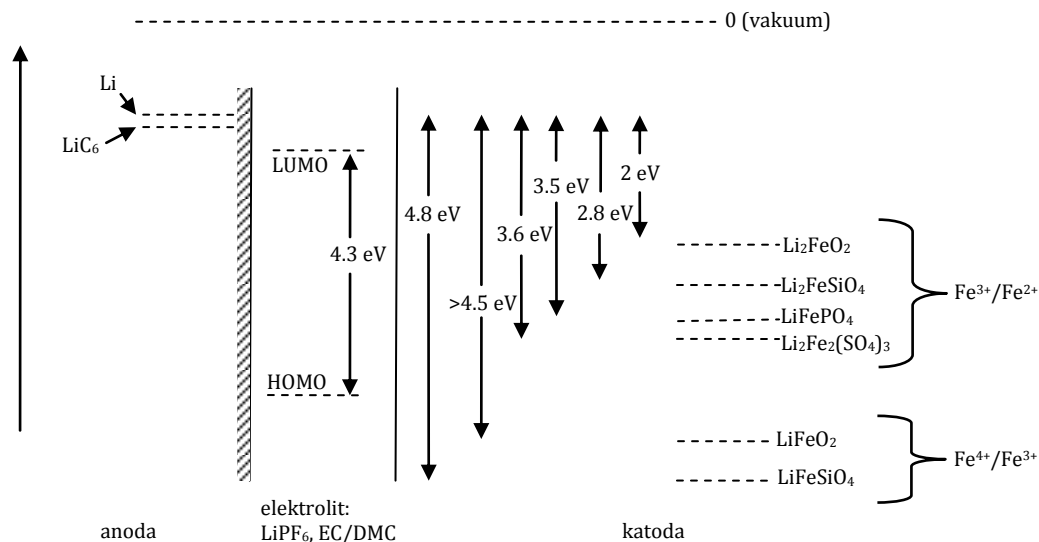 0 (vakuum)
Li
LiC₆
LUMO
HOMO
4.3 eV
4.8 eV
>4.5 eV
3.6 eV
3.5 eV
2.8 eV
2 eV
Li₂FeO₂
Li₂FeSiO₄
LiFePO₄
Li₂Fe₂(SO₄)₃
Fe³⁺/Fe²⁺
LiFeO₂
LiFeSiO₄
Fe⁴⁺/Fe³⁺
anoda
elektrolit:
LiPF₆, EC/DMC
katoda